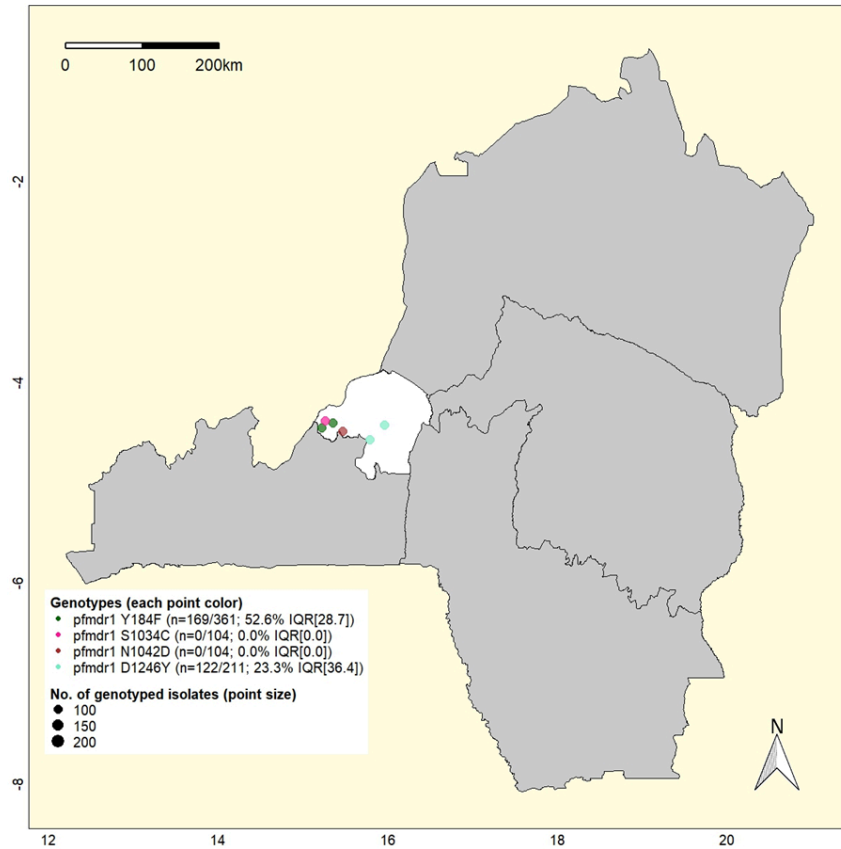 0 100 200km
-2
-4
-6
-8
Genotypes (each point color)
pfmdr1 Y184F (n=169/361; 52.6% IQR[28.7])
pfmdr1 S1034C (n=0/104; 0.0% IQR[0.0])
pfmdr1 N1042D (n=0/104; 0.0% IQR[0.0])
pfmdr1 D1246Y (n=122/211; 23.3% IQR[36.4])
No. of genotyped isolates (point size)
100
150
200
N
12 14 16 18 20